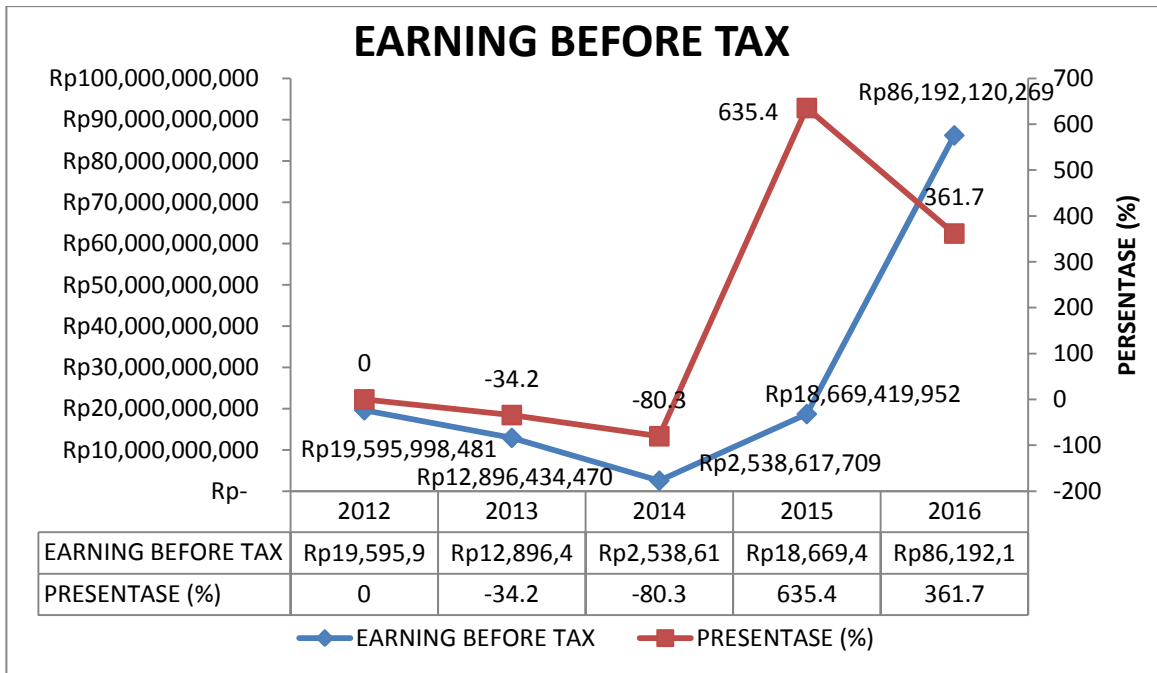 EARNING BEFORE TAX
Rp100,000,000,000
Rp90,000,000,000
Rp80,000,000,000
Rp70,000,000,000
Rp60,000,000,000
Rp50,000,000,000
Rp40,000,000,000
Rp30,000,000,000
Rp20,000,000,000
Rp10,000,000,000
Rp-
0
-34.2
-80.3
635.4
361.7
Rp19,595,998,481
Rp12,896,434,470
Rp2,538,617,709
Rp18,669,419,952
Rp86,192,120,269
700
600
500
400
300
200
100
0
-100
-200
PERSENTASE (%)
2012 2013 2014 2015 2016
EARNING BEFORE TAX Rp19,595,9 Rp12,896,4 Rp2,538,61 Rp18,669,4 Rp86,192,1
PRESENTASE (%) 0 -34.2 -80.3 635.4 361.7
EARNING BEFORE TAX PRESENTASE (%)